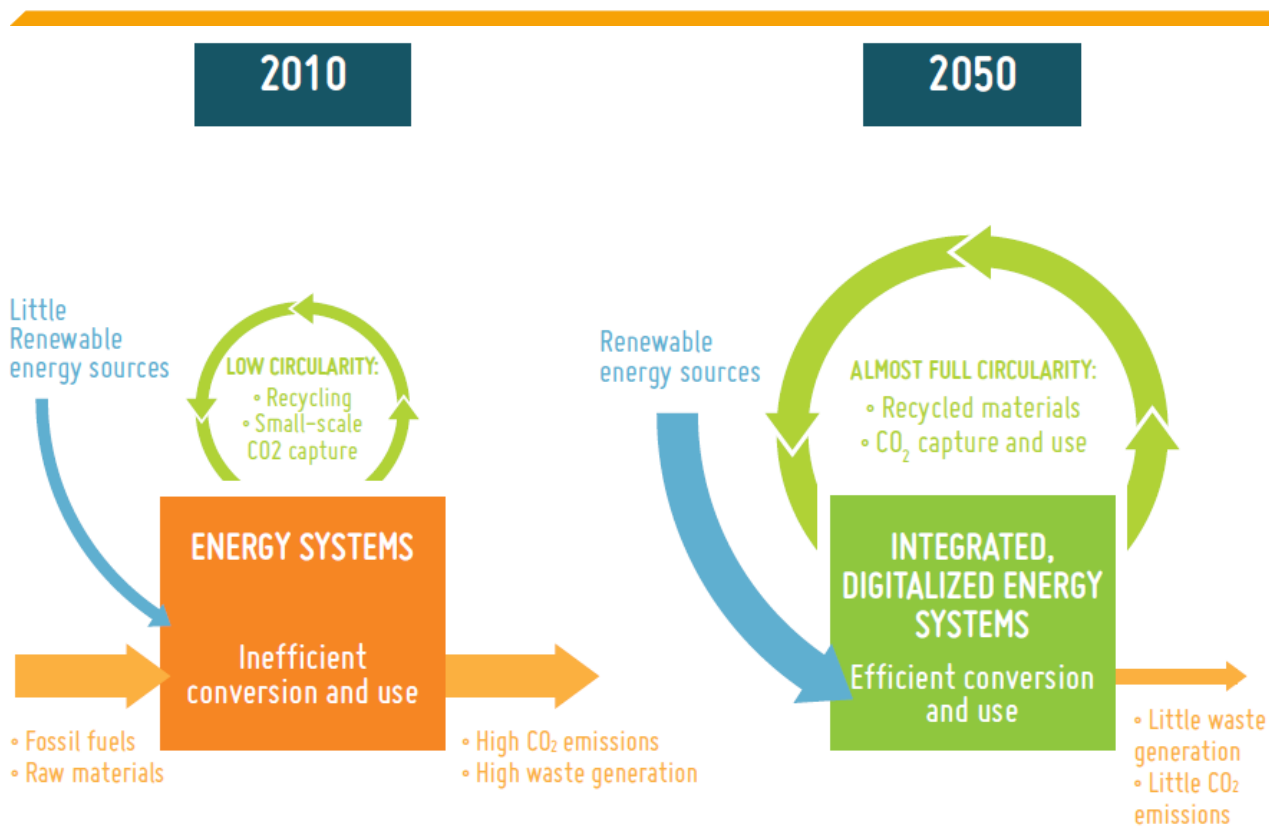 2010
Little
Renewable
energy sources
LOW CIRCULARITY:
• Recycling
• Small-scale
CO2 capture
ENERGY SYSTEMS
Inefficient
conversion and use
• Fossil fuels
• Raw materials
• High CO₂ emissions
• High waste generation
2050
Renewable
energy sources
ALMOST FULL CIRCULARITY:
• Recycled materials
• CO₂ capture and use
INTEGRATED,
DIGITALIZED ENERGY
SYSTEMS
Efficient conversion
and use
• Little waste
generation
• Little CO₂
emissions